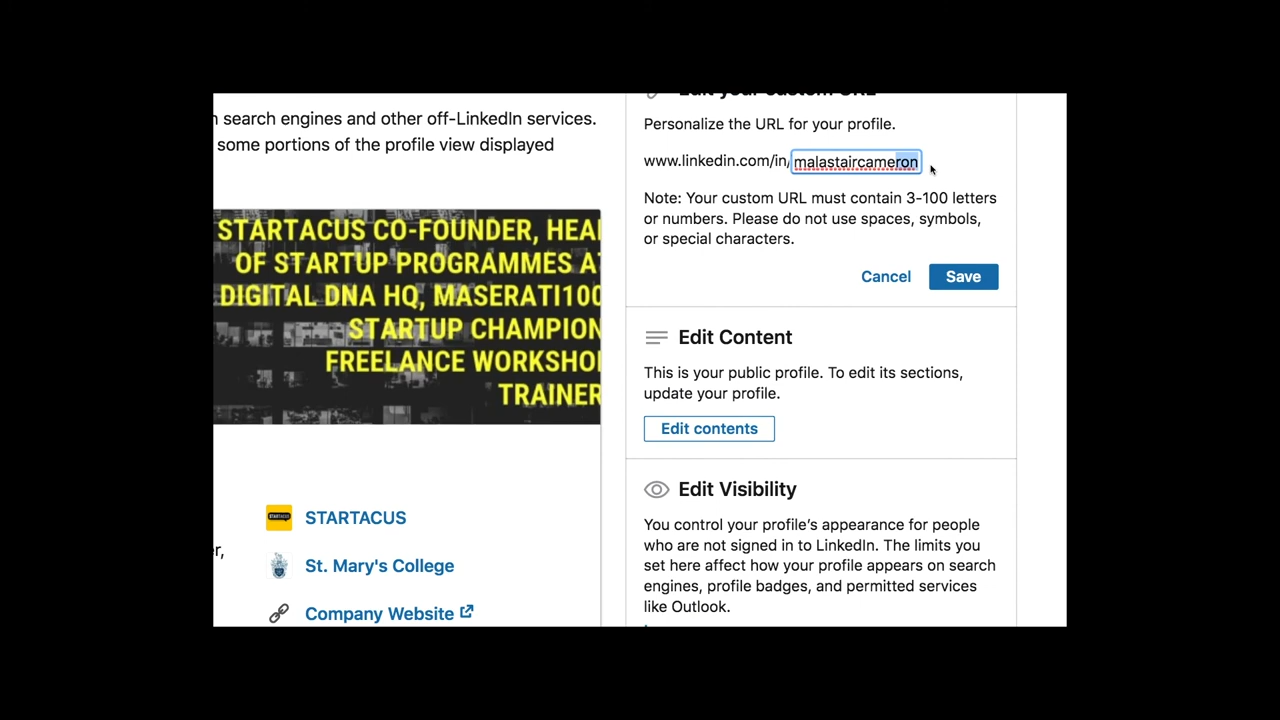 n search engines and other off-LinkedIn services.
some portions of the profile view displayed
STARTACUS CO-FOUNDER, HEA
OF STARTUP PROGRAMMES AT
DIGITAL DNA HQ, MASERATI100
STARTUP CHAMPION
FREELANCE WORKSHO
TRAINER
er,
STARTACUS
St. Mary's College
Company Website
Edit your custom URL
Personalize the URL for your profile.
www.linkedin.com/in/malastaircameron
Note: Your custom URL must contain 3-100 letters
or numbers. Please do not use spaces, symbols,
or special characters.
Cancel Save
Edit Content
This is your public profile. To edit its sections,
update your profile.
Edit contents
Edit Visibility
You control your profile’s appearance for people
who are not signed in to LinkedIn. The limits you
set here affect how your profile appears on search
engines, profile badges, and permitted services
like Outlook.